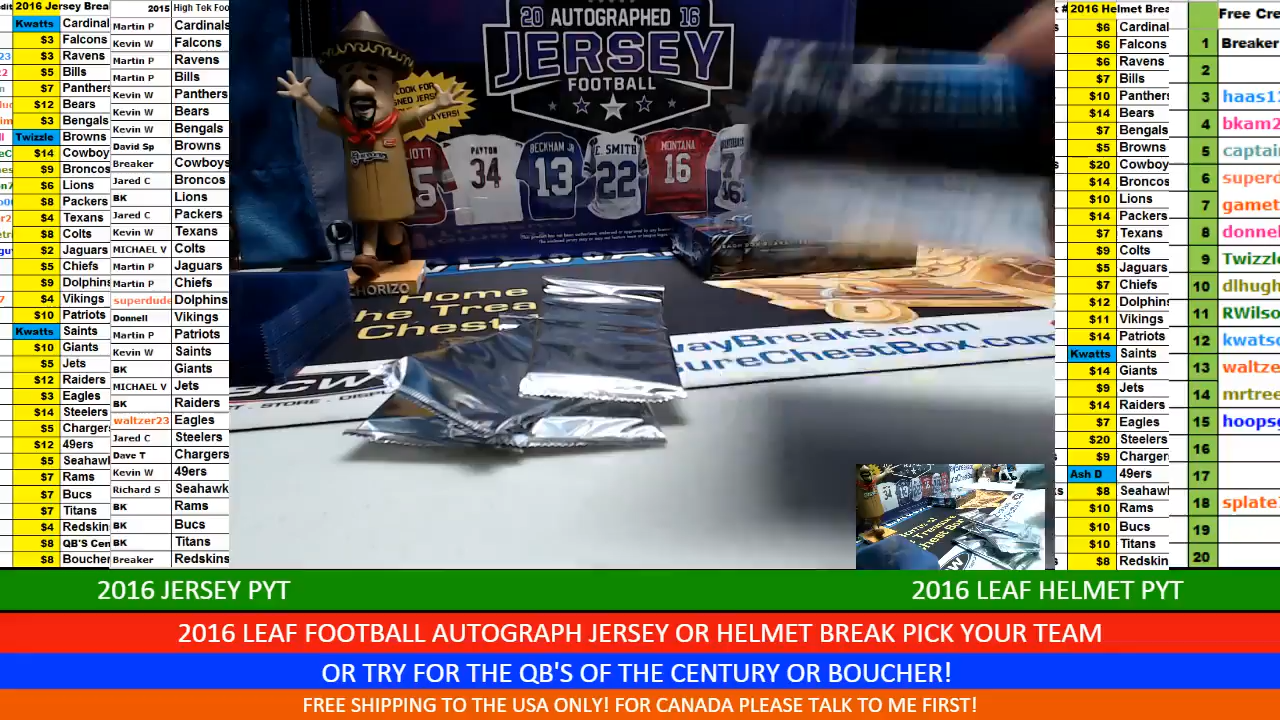 2016 Jersey Brea
Kwatts Cardinal
$3 Falcons
$3 Ravens
$5 Bills
$7 Panthers
$12 Bears
$3 Bengals
Twizzle Browns
$14 Cowboy
$9 Broncos
$6 Lions
$8 Packers
$4 Texans
$8 Colts
$2 Jaguars
$5 Chiefs
$9 Dolphins
$4 Vikings
$10 Patriots
Kwatts Saints
$10 Giants
$5 Jets
$12 Raiders
$3 Eagles
$14 Steelers
$5 Charger
$12 49ers
$5 Seahawl
$7 Rams
$7 Bucs
$7 Titans
$4 Redskin
$8 QB'S Cen
$8 Boucher
2015 High Tek Foo
Martin P Cardinals
Kevin W Falcons
Martin P Ravens
Martin P Bills
Kevin W Panthers
Kevin W Bears
Kevin W Bengals
David Sp Browns
Breaker Cowboys
Jared C Broncos
BK Lions
Jared C Packers
Kevin W Texans
MICHAEL V Colts
Martin P Jaguars
Martin P Chiefs
superdude Dolphins
Donnell Vikings
Martin P Patriots
Kevin W Saints
BK Giants
MICHAEL V Jets
BK Raiders
waltzer23 Eagles
Jared C Steelers
Dave T Chargers
Kevin W 49ers
Richard S Seahawk
BK Rams
BK Bucs
BK Titans
Breaker Redskins
20 AUTOGRAPHED 16
JERSEY
FOOTBALL
PAYTON
34
BECKHAM JR
13
E. SMITH
22
MONTANA
16
CHORIZO
Home
he Trea
Chest
wayBreaks.com
sureChestBox.com
2016 Helmet Brea
$6 Cardinal
$6 Falcons
$6 Ravens
$7 Bills
$10 Panthers
$14 Bears
$7 Bengals
$5 Browns
$20 Cowboy
$14 Broncos
$10 Lions
$14 Packers
$7 Texans
$9 Colts
$5 Jaguars
$7 Chiefs
$12 Dolphins
$11 Vikings
$14 Patriots
Kwatts Saints
$14 Giants
$9 Jets
$14 Raiders
$7 Eagles
$20 Steelers
$9 Charger
Ash D 49ers
$8 Seahawl
$10 Rams
$10 Bucs
$10 Titans
$8 Redskin
Free Cre
1 Breaker
2
3 haas12
4 bkam2
5 captain
6 superd
7 gamet
8 donnel
9 Twizzle
10 dlhugh
11 RWilso
12 kwatso
13 waltze
14 mrtree
15 hoopsg
16
17
18 splate
19
20
2016 JERSEY PYT
2016 LEAF HELMET PYT
2016 LEAF FOOTBALL AUTOGRAPH JERSEY OR HELMET BREAK PICK YOUR TEAM
OR TRY FOR THE QB'S OF THE CENTURY OR BOUCHER!
FREE SHIPPING TO THE USA ONLY! FOR CANADA PLEASE TALK TO ME FIRST!